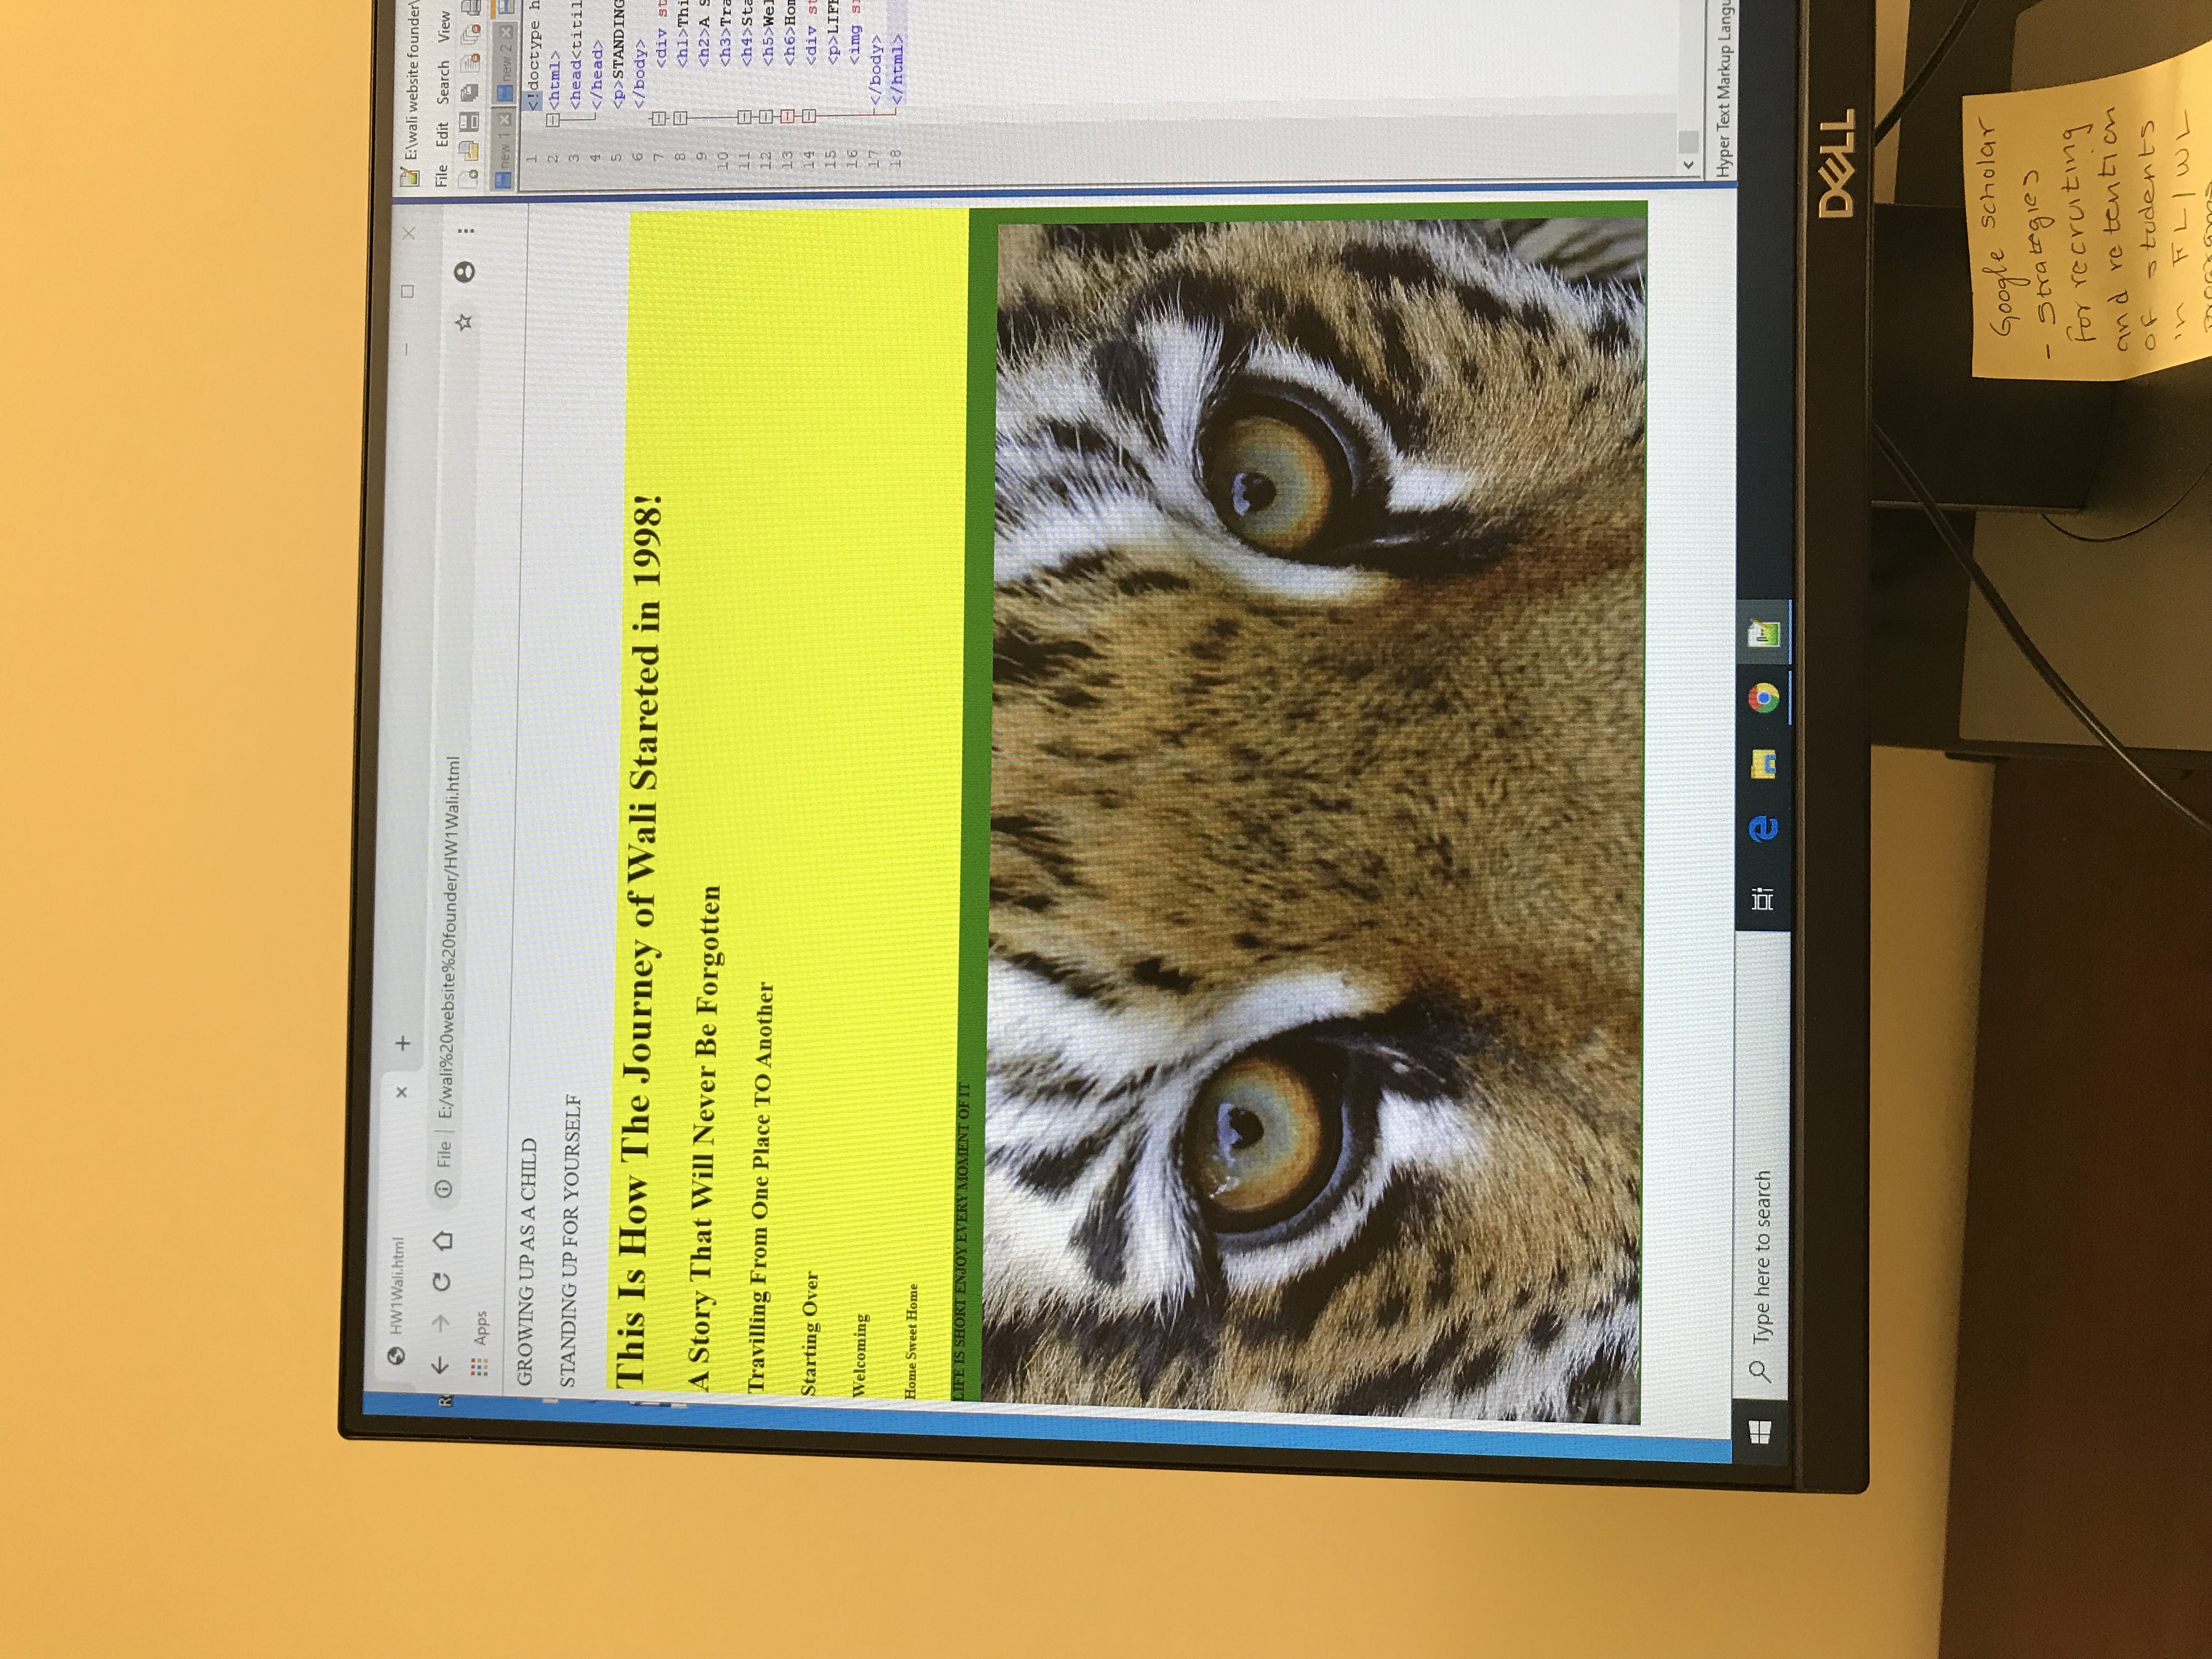 HW1Wali.html
File E:/wali%20website%20founder/HW1Wali.html
Apps
GROWING UP AS A CHILD
STANDING UP FOR YOURSELF
This Is How The Journey of Wali Stareted in 1998!
A Story That Will Never Be Forgotten
Travilling From One Place TO Another
Starting Over
Welcoming
Home Sweet Home
LIFE IS SHORT ENJOY EVERY MOMENT OF IT
E:\wali website founder\
File Edit Search View
new 1 new 2
1 <!doctype h
2 <html>
3 <head<titil
4 </head>
5 <p>STANDING
6 </body>
7 <div st
8 <h1>Thi
9 <h2>A S
10 <h3>Tra
11 <h4>Sta
12 <h5>Wel
13 <h6>Hom
14 <div st
15 <p>LIFE
16 <img sr
17 </body>
18 </html>
Hyper Text Markup Langu
Type here to search
DELL
Google scholar
- Strategies
for recruiting
and retention
of students
in FL/WL
programs